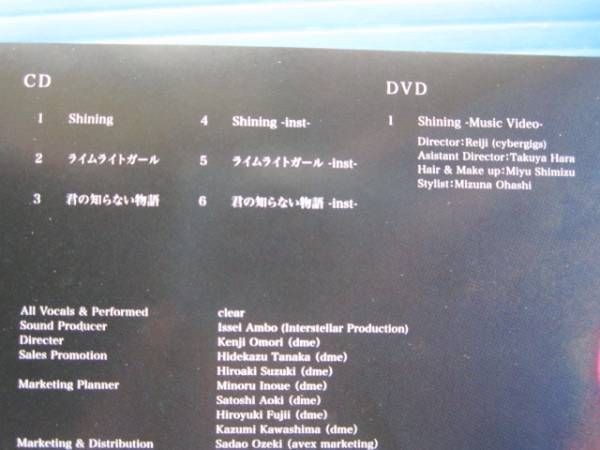 CD
1 Shining
2 ライムライトガール
3 君の知らない物語
4 Shining -inst-
5 ライムライトガール -inst-
6 君の知らない物語 -inst-
DVD
1 Shining -Music Video-
Director:Reiji (cybergigs)
Asistant Director:Takuya Hara
Hair & Make up:Miyu Shimizu
Stylist:Mizuna Ohashi
All Vocals & Performed clear
Sound Producer Issei Ambo (Interstellar Production)
Directer Kenji Omori (dme)
Sales Promotion Hidekazu Tanaka (dme)
Hiroaki Suzuki (dme)
Marketing Planner Minoru Inoue (dme)
Satoshi Aoki (dme)
Hiroyuki Fujii (dme)
Kazumi Kawashima (dme)
Marketing & Distribution Sadao Ozeki (avex marketing)